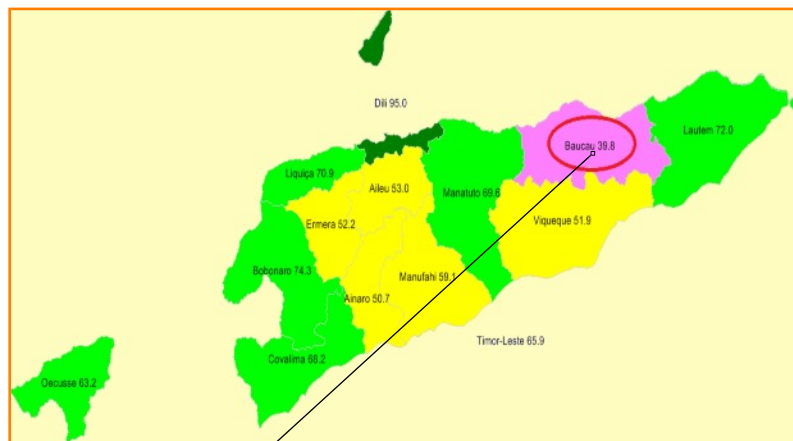 Dili 95.0
Baucau 39.8
Lautem 72.0
Liquiça 70.9
Aileu 53.0
Manatuto 69.6
Ermera 52.2
Viqueque 51.9
Bobonaro 74.3
Manufahi 59.1
Ainaro 50.7
Timor-Leste 65.9
Covalima 68.2
Oecusse 63.2